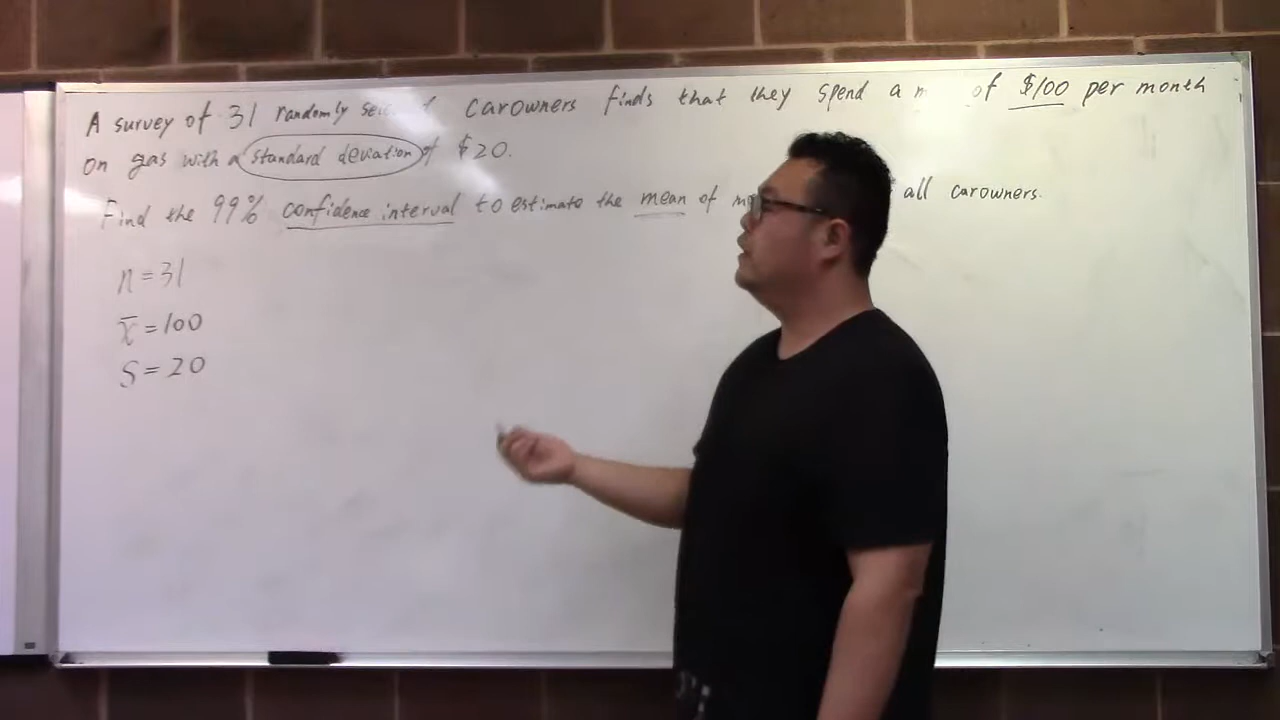 A survey of 31 randomly carowners finds that they spend a of $100 per month
on gas with a standard deviation of $20.
Find the 99% confidence interval to estimate the mean of all carowners.
n = 31
x̄ = 100
S = 20